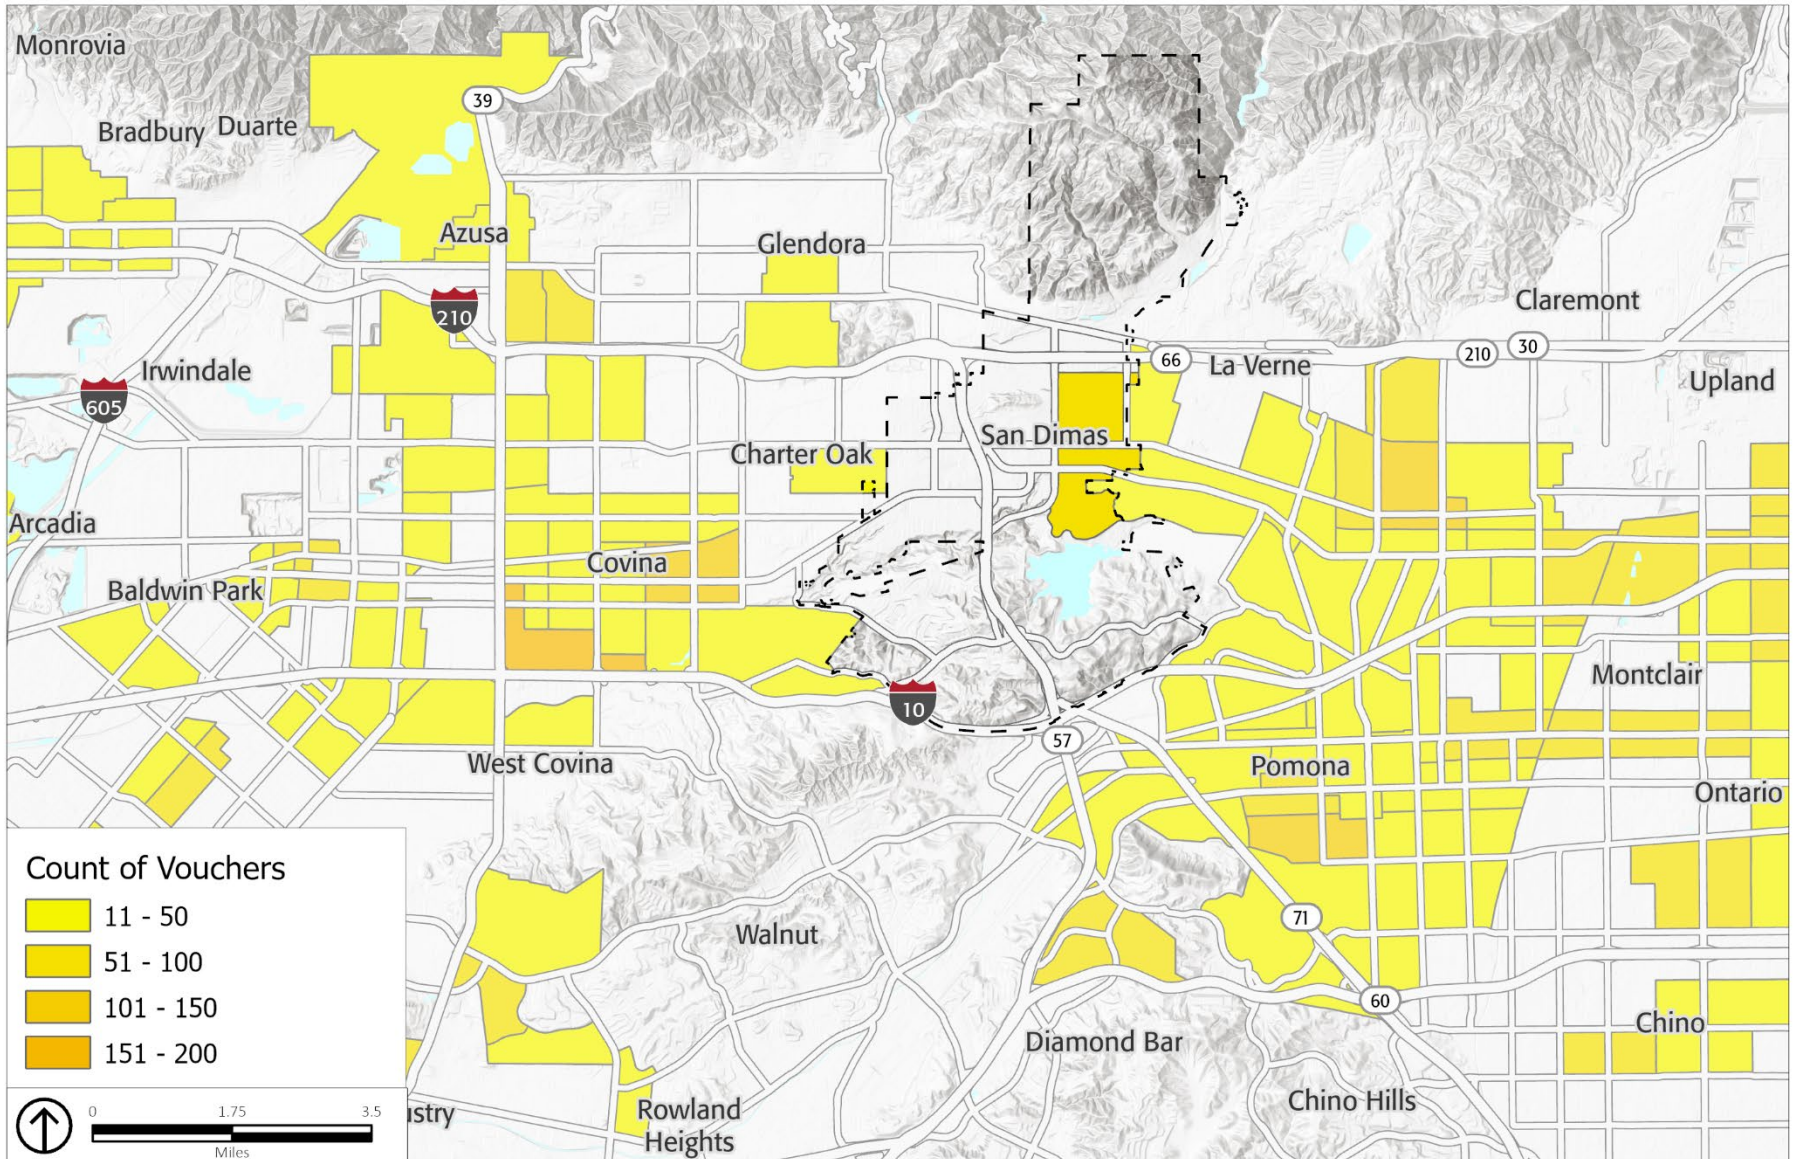 Monrovia
39
Bradbury
Duarte
Azusa
Glendora
Claremont
210
Irwindale
605
66
La Verne
210
30
Upland
San Dimas
Charter Oak
Arcadia
Covina
Baldwin Park
Montclair
10
57
West Covina
Pomona
Ontario
Count of Vouchers
11 - 50
51 - 100
101 - 150
151 - 200
Walnut
71
60
Chino
Diamond Bar
Chino Hills
ustry
Rowland
Heights
0 1.75 3.5
Miles